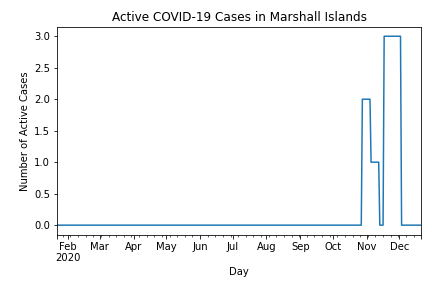 Active COVID-19 Cases in Marshall Islands
Number of Active Cases
3.0
2.5
2.0
1.5
1.0
0.5
0.0
Feb Mar Apr May Jun Jul Aug Sep Oct Nov Dec
2020
Day